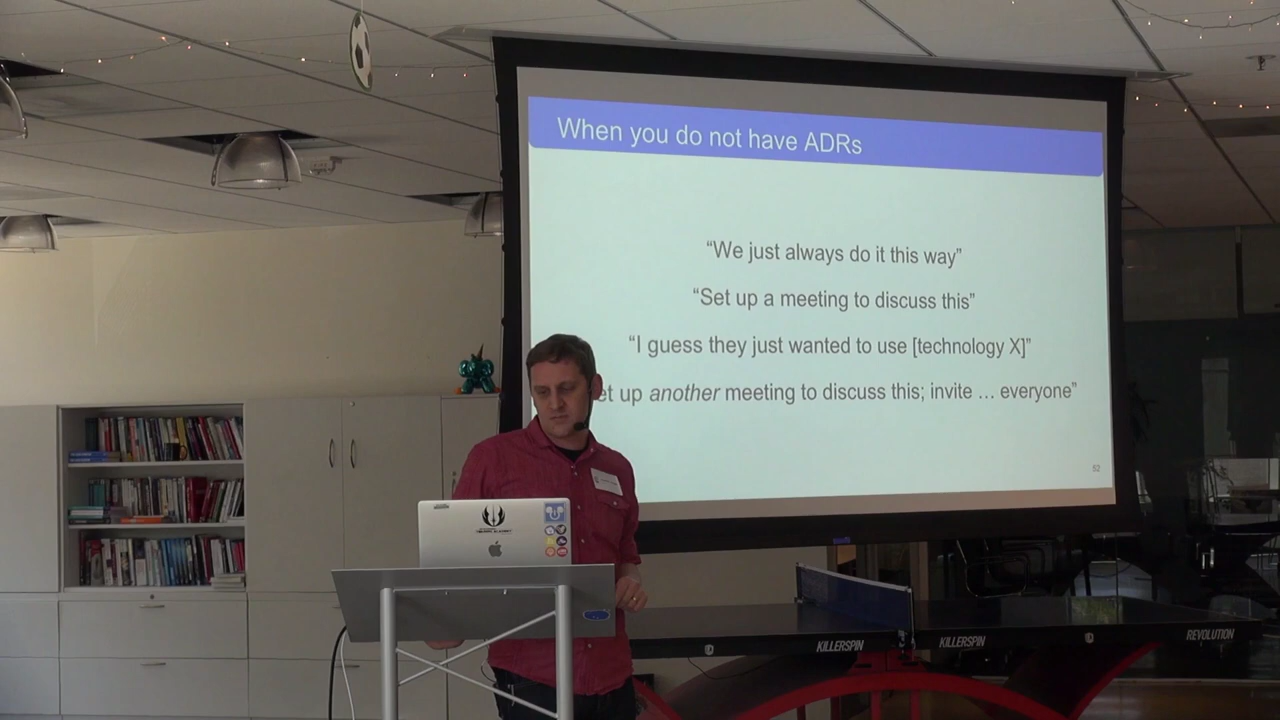 When you do not have ADRs
“We just always do it this way”
“Set up a meeting to discuss this”
“I guess they just wanted to use [technology X]”
et up another meeting to discuss this; invite … everyone”
52
KILLERSPIN
KILLERSPIN
REVOLUTION